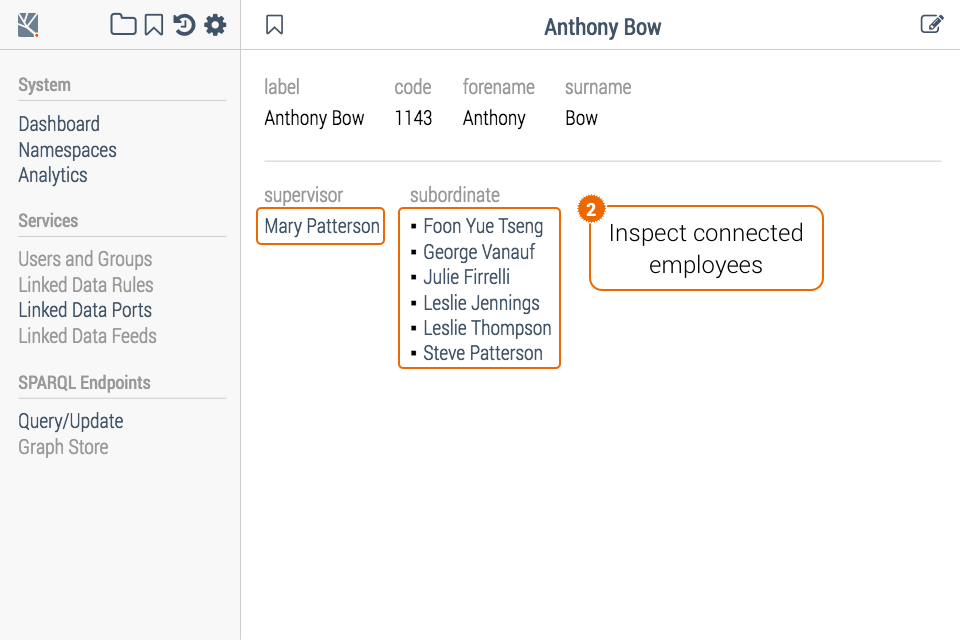 Anthony Bow
System
Dashboard
Namespaces
Analytics
Services
Users and Groups
Linked Data Rules
Linked Data Ports
Linked Data Feeds
SPARQL Endpoints
Query/Update
Graph Store
label code forename surname
Anthony Bow 1143 Anthony Bow
supervisor subordinate
Mary Patterson
▪ Foon Yue Tseng
▪ George Vanauf
▪ Julie Firrelli
▪ Leslie Jennings
▪ Leslie Thompson
▪ Steve Patterson
2
Inspect connected
employees